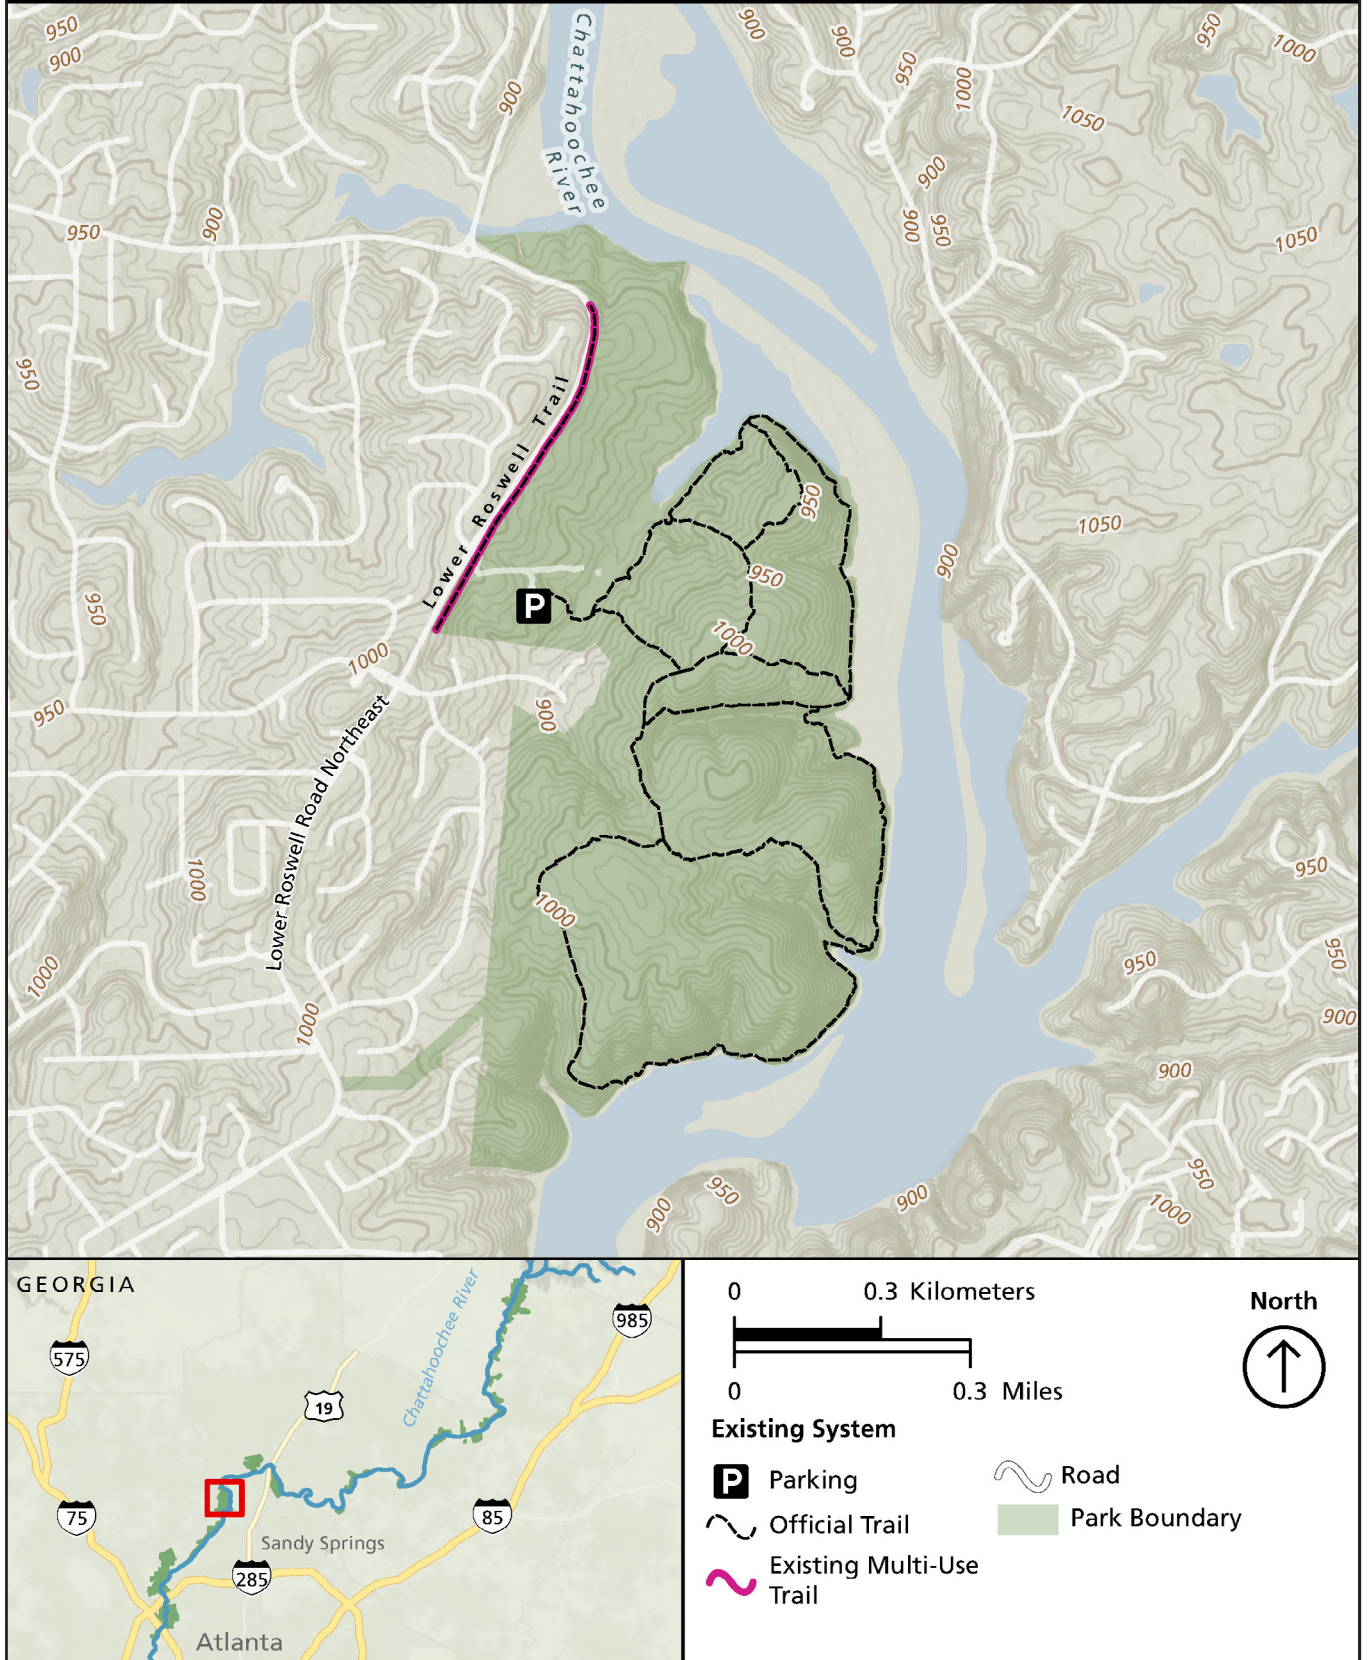 950
900
900
Chattahoochee
River
900
900
950
1000
950
1000
1050
900
900
950
1050
950
900
950
Lower Roswell Trail
950
950
1050
900
950
1000
1000
950
900
Lower Roswell Road Northeast
1000
1000
950
1000
1000
950
950
900
900
950
1000
900
950
900
P
GEORGIA
Chattahoochee River
575
985
19
75
85
Sandy Springs
285
Atlanta
0 0.3 Kilometers
0 0.3 Miles
North
Existing System
P Parking
Official Trail
Existing Multi-Use
Trail
Road
Park Boundary